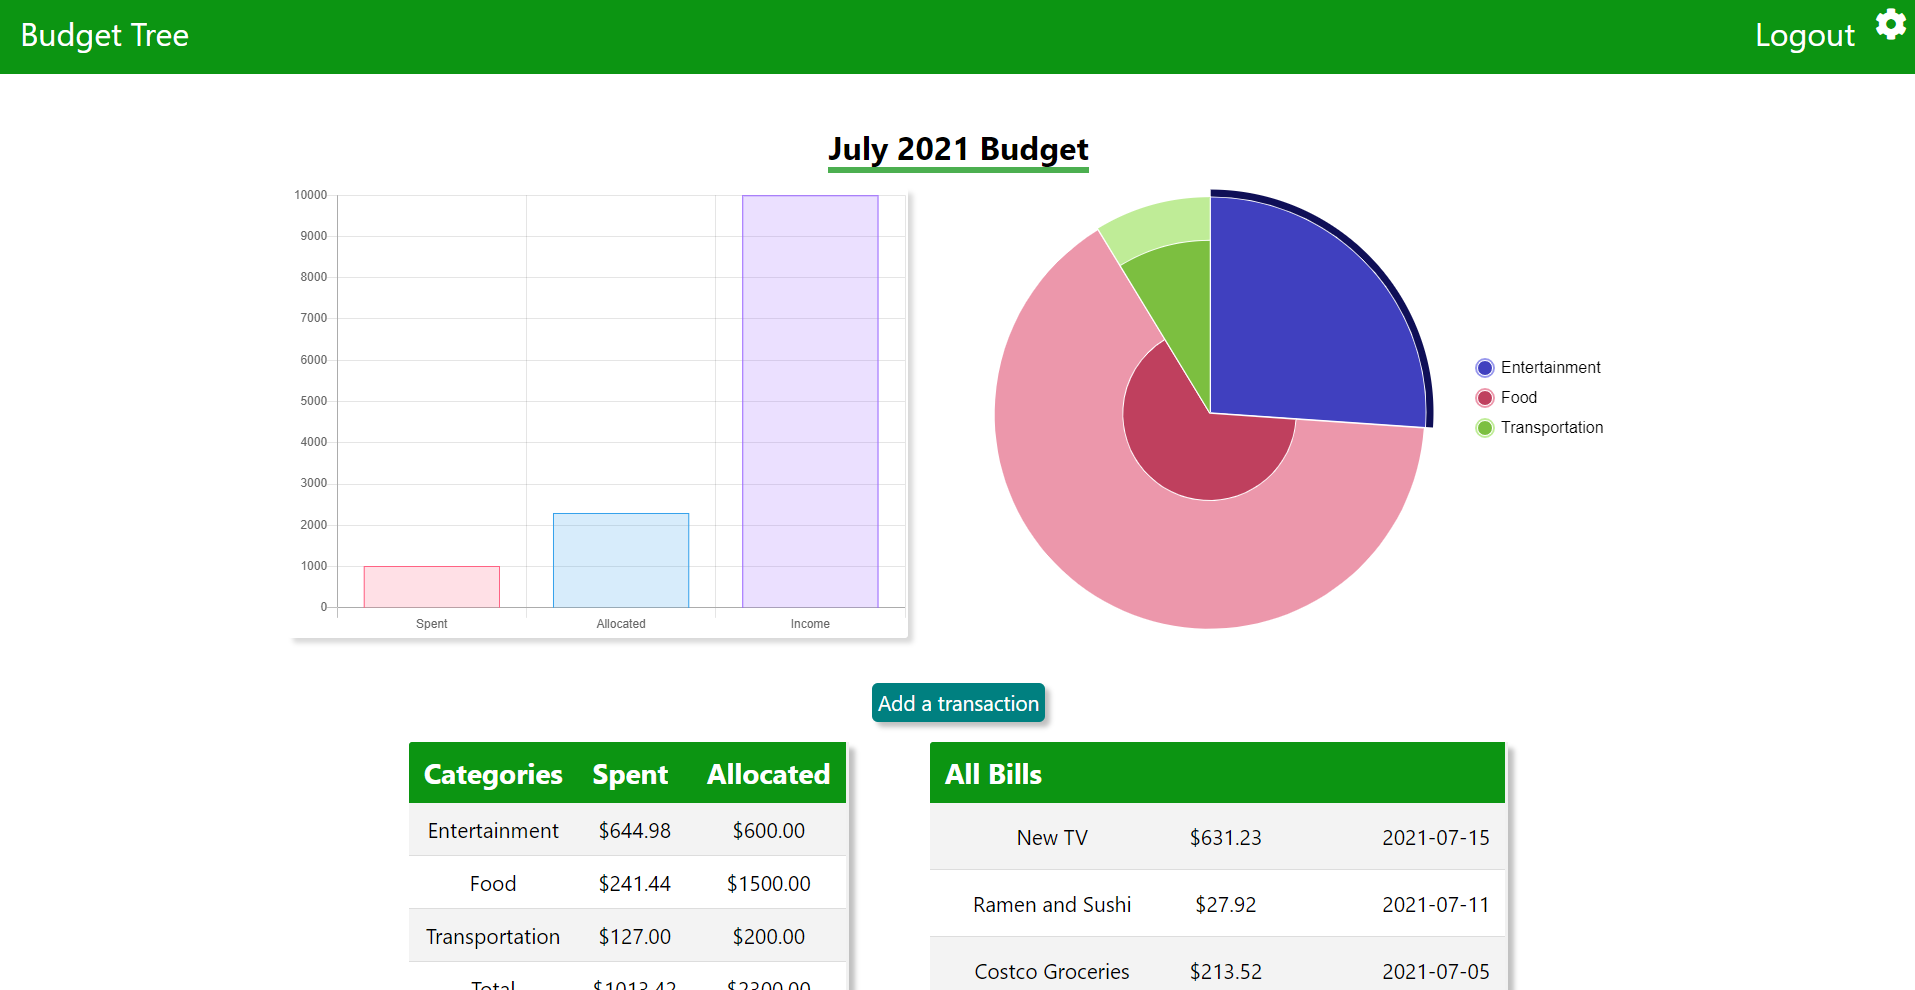 Budget Tree
Logout
July 2021 Budget
10000
9000
8000
7000
6000
5000
4000
3000
2000
1000
0
Spent Allocated Income
Entertainment
Food
Transportation
Add a transaction
Categories Spent Allocated
Entertainment $644.98 $600.00
Food $241.44 $1500.00
Transportation $127.00 $200.00
Total $1013.42 $2300.00
All Bills
New TV $631.23 2021-07-15
Ramen and Sushi $27.92 2021-07-11
Costco Groceries $213.52 2021-07-05